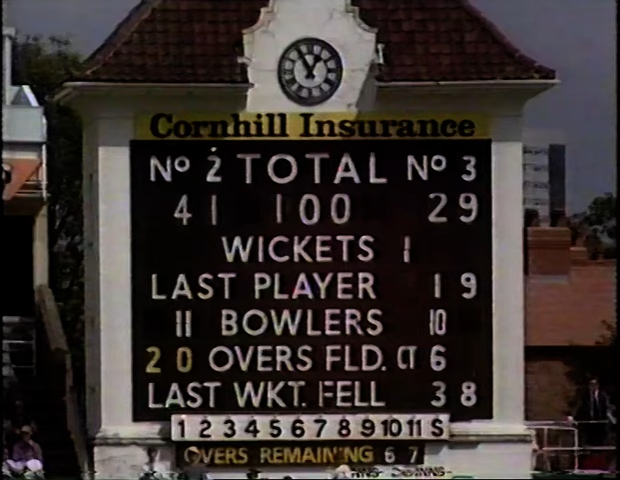 Cornhill Insurance
No 2 TOTAL No 3
41 100 29
WICKETS 1
LAST PLAYER 19
11 BOWLERS 10
20 OVERS FLD. CT 6
LAST WKT. FELL 38
1 2 3 4 5 6 7 8 9 10 11 S
OVERS REMAINING 67